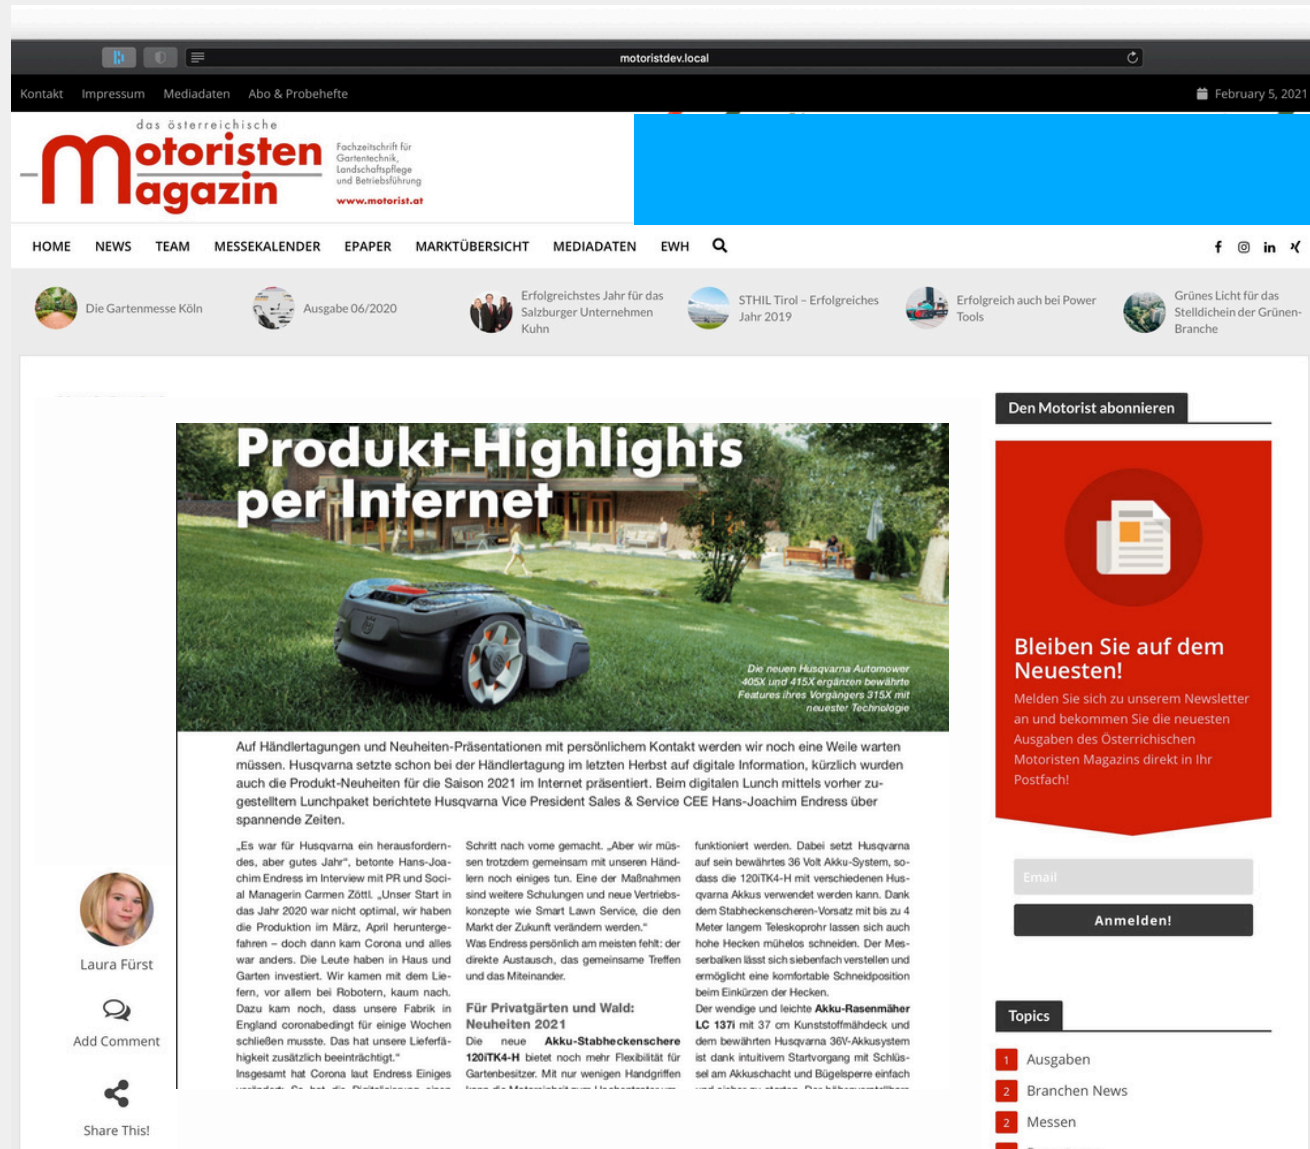 motoristdev.local
Kontakt Impressum Mediadaten Abo & Probehefte
February 5, 2021
das österreichische
Motoristen
Magazin
Fachzeitschrift für
Gartentechnik,
Landschaftspflege
und Betriebsführung
www.motorist.at
HOME NEWS TEAM MESSEKALENDER EPAPER MARKTÜBERSICHT MEDIADATEN EWH
Die Gartenmesse Köln
Ausgabe 06/2020
Erfolgreichstes Jahr für das
Salzburger Unternehmen
Kuhn
STHIL Tirol – Erfolgreiches
Jahr 2019
Erfolgreich auch bei Power
Tools
Grünes Licht für das
Stelldichein der Grünen-
Branche
Produkt-Highlights
per Internet
Die neuen Husqvarna Automower
405X und 415X ergänzen bewährte
Features ihres Vorgängers 315X mit
neuester Technologie
Auf Händlertagungen und Neuheiten-Präsentationen mit persönlichem Kontakt werden wir noch eine Weile warten
müssen. Husqvarna setzte schon bei der Händlertagung im letzten Herbst auf digitale Information, kürzlich wurden
auch die Produkt-Neuheiten für die Saison 2021 im Internet präsentiert. Beim digitalen Lunch mittels vorher zu-
gestelltem Lunchpaket berichtete Husqvarna Vice President Sales & Service CEE Hans-Joachim Endress über
spannende Zeiten.
„Es war für Husqvarna ein herausfordern-
des, aber gutes Jahr“, betonte Hans-Joa-
chim Endress im Interview mit PR und Soci-
al Managerin Carmen Zöttl. „Unser Start in
das Jahr 2020 war nicht optimal, wir haben
die Produktion im März, April herunterge-
fahren – doch dann kam Corona und alles
war anders. Die Leute haben in Haus und
Garten investiert. Wir kamen mit dem Lie-
fern, vor allem bei Robotern, kaum nach.
Dazu kam noch, dass unsere Fabrik in
England coronabedingt für einige Wochen
schließen musste. Das hat unsere Lieferfä-
higkeit zusätzlich beeinträchtigt.“
Insgesamt hat Corona laut Endress Einiges
verändert: So hat die Digitalisierung einen
Schritt nach vorne gemacht. „Aber wir müs-
sen trotzdem gemeinsam mit unseren Händ-
lern noch einiges tun. Eine der Maßnahmen
sind weitere Schulungen und neue Vertriebs-
konzepte wie Smart Lawn Service, die den
Markt der Zukunft verändern werden.“
Was Endress persönlich am meisten fehlt: der
direkte Austausch, das gemeinsame Treffen
und das Miteinander.
Für Privatgärten und Wald:
Neuheiten 2021
Die neue Akku-Stabheckenschere
120iTK4-H bietet noch mehr Flexibilität für
Gartenbesitzer. Mit nur wenigen Handgriffen
kann die Motoreinheit zum Hochentaster um-
funktioniert werden. Dabei setzt Husqvarna
auf sein bewährtes 36 Volt Akku-System, so-
dass die 120iTK4-H mit verschiedenen Hus-
qvarna Akkus verwendet werden kann. Dank
dem Stabheckenscheren-Vorsatz mit bis zu 4
Meter langem Teleskoprohr lassen sich auch
hohe Hecken mühelos schneiden. Der Mes-
serbalken lässt sich siebenfach verstellen und
ermöglicht eine komfortable Schneidposition
beim Einkürzen der Hecken.
Der wendige und leichte Akku-Rasenmäher
LC 137i mit 37 cm Kunststoffmähdeck und
dem bewährten Husqvarna 36V-Akkusystem
ist dank intuitivem Startvorgang mit Schlüs-
sel am Akkuschacht und Bügelsperre einfach
Laura Fürst
Add Comment
Share This!
Den Motorist abonnieren
Bleiben Sie auf dem
Neuesten!
Melden Sie sich zu unserem Newsletter
an und bekommen Sie die neuesten
Ausgaben des Österrichischen
Motoristen Magazins direkt in Ihr
Postfach!
Email
Anmelden!
Topics
1 Ausgaben
2 Branchen News
2 Messen